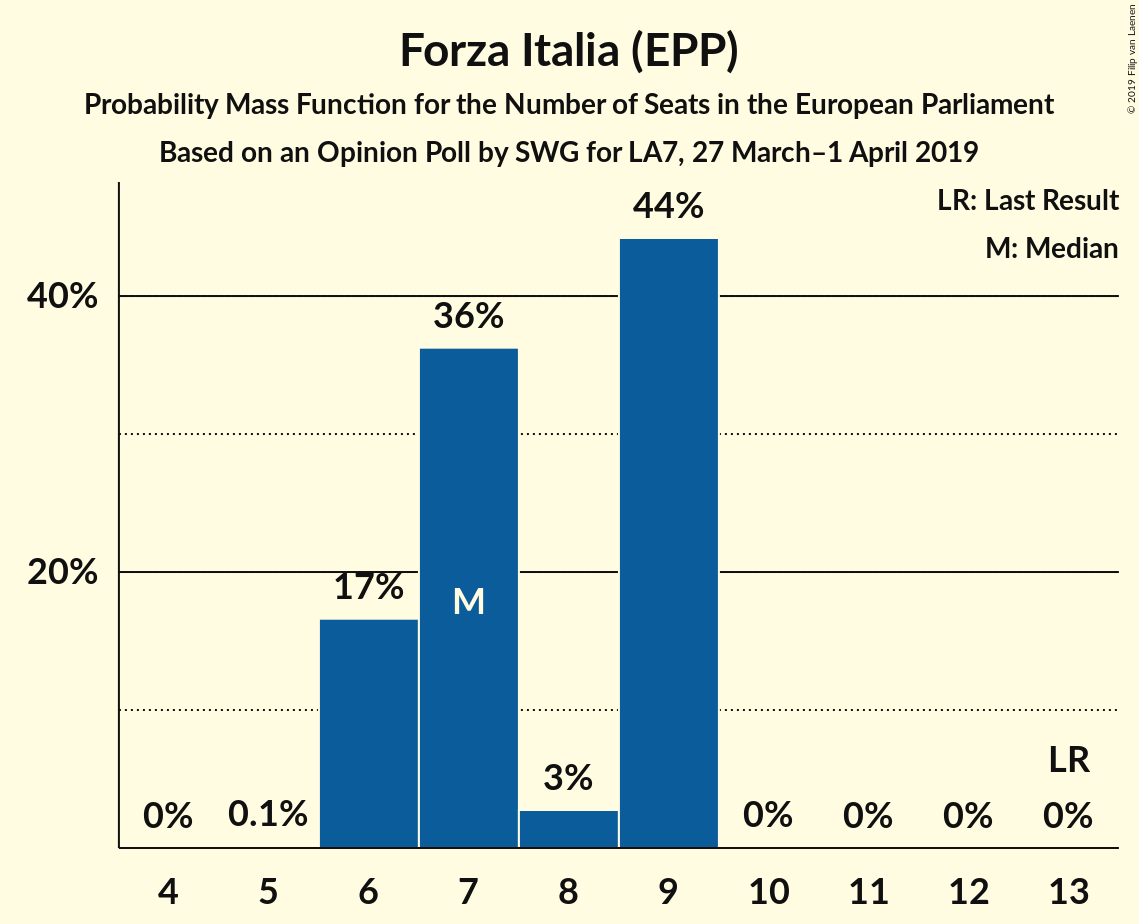 Forza Italia (EPP)
Probability Mass Function for the Number of Seats in the European Parliament
Based on an Opinion Poll by SWG for LA7, 27 March–1 April 2019
© 2019 Filip van Laenen
LR: Last Result
M: Median
40%
20%
0%
0.1%
17%
36%
M
3%
44%
0%
0%
0%
LR
0%
4 5 6 7 8 9 10 11 12 13